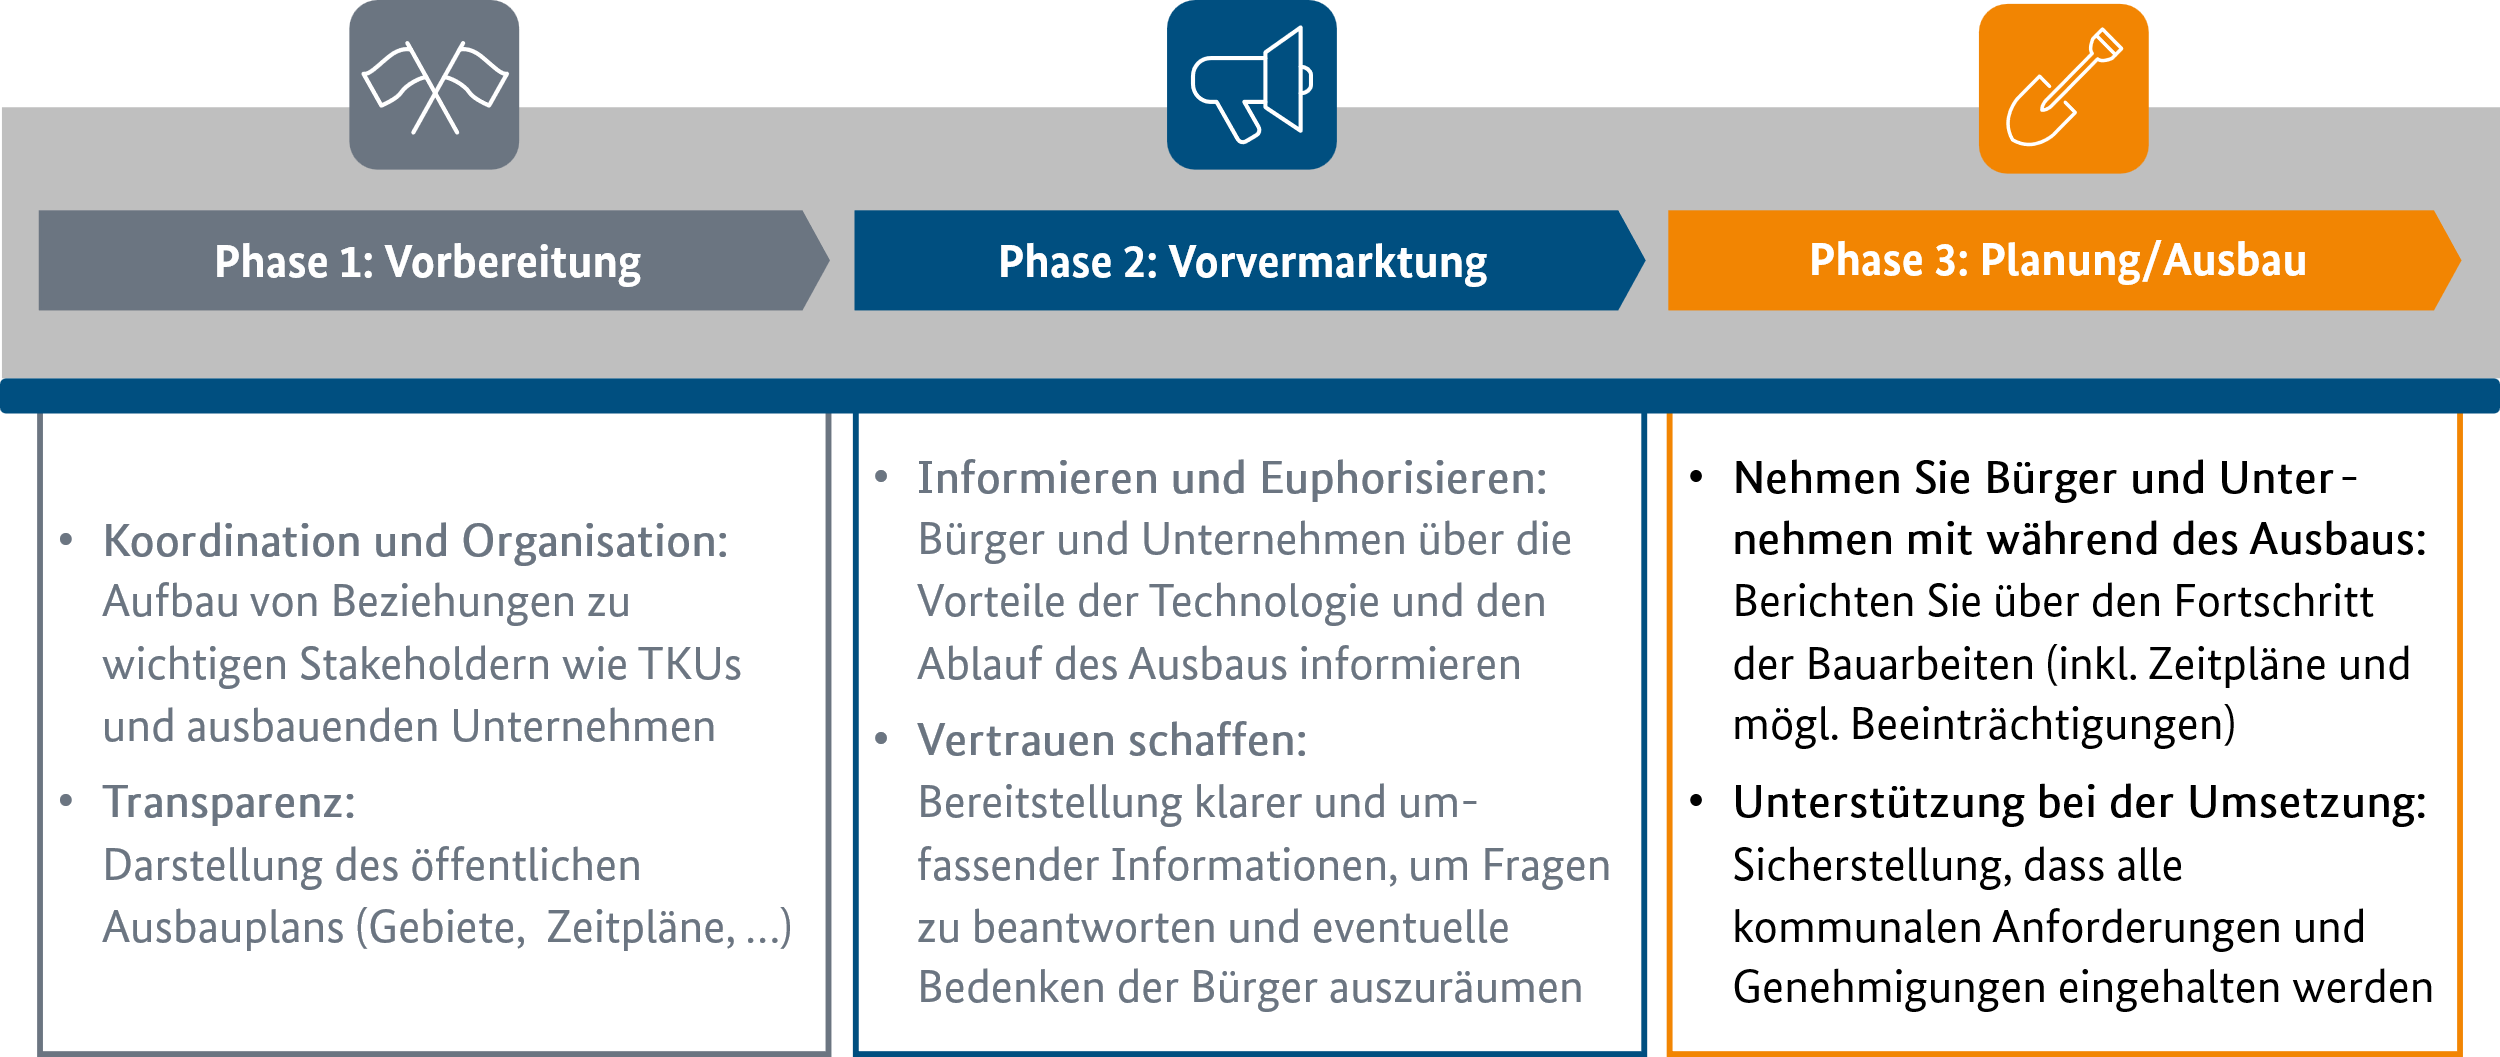 Phase 1: Vorbereitung
Phase 2: Vorvermarktung
Phase 3: Planung/Ausbau
• Koordination und Organisation:
Aufbau von Beziehungen zu
wichtigen Stakeholdern wie TKUs
und ausbauenden Unternehmen
• Transparenz:
Darstellung des öffentlichen
Ausbauplans (Gebiete, Zeitpläne, ...)
• Informieren und Euphorisieren:
Bürger und Unternehmen über die
Vorteile der Technologie und den
Ablauf des Ausbaus informieren
• Vertrauen schaffen:
Bereitstellung klarer und um-
fassender Informationen, um Fragen
zu beantworten und eventuelle
Bedenken der Bürger auszuräumen
• Nehmen Sie Bürger und Unter-
nehmen mit während des Ausbaus:
Berichten Sie über den Fortschritt
der Bauarbeiten (inkl. Zeitpläne und
mögl. Beeinträchtigungen)
• Unterstützung bei der Umsetzung:
Sicherstellung, dass alle
kommunalen Anforderungen und
Genehmigungen eingehalten werden